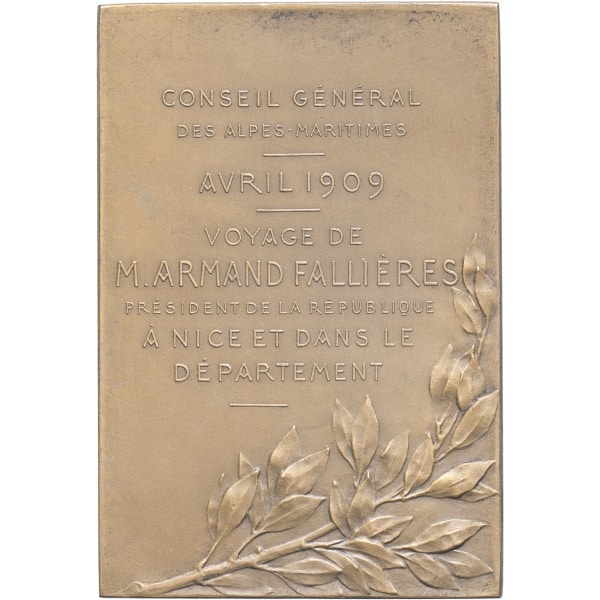 CONSEIL GÉNÉRAL
DES ALPES-MARITIMES
AVRIL 1909
VOYAGE DE
M. ARMAND FALLIÈRES
PRÉSIDENT DE LA RÉPUBLIQUE
À NICE ET DANS LE
DÉPARTEMENT